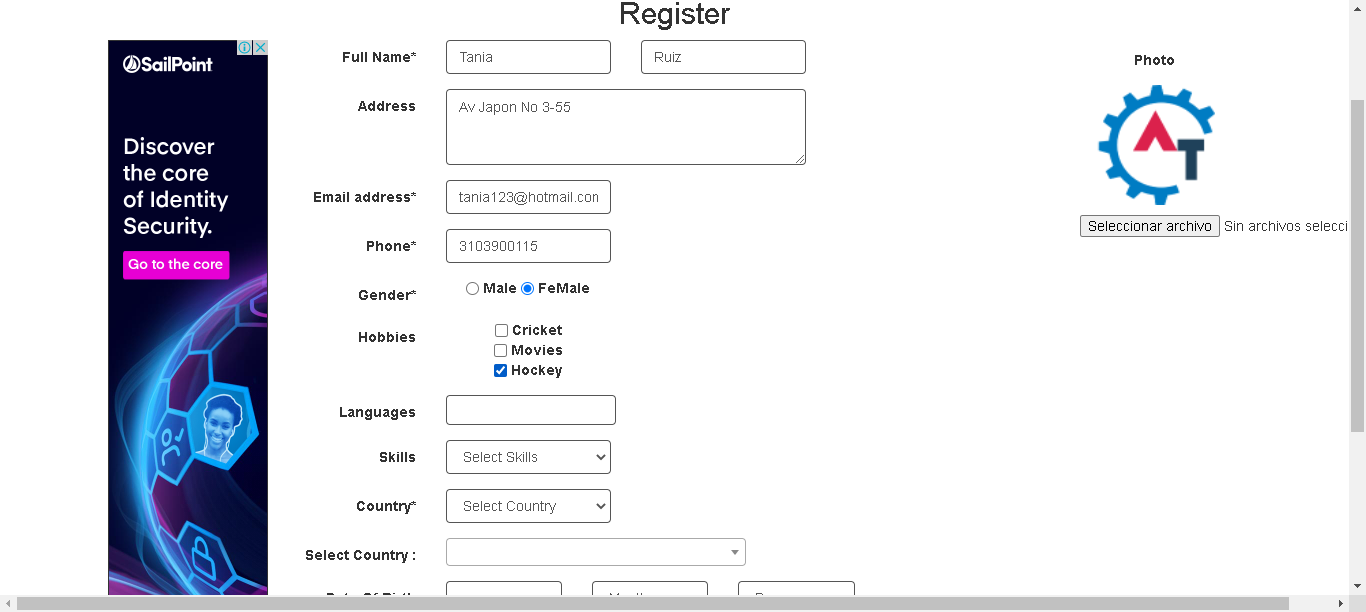 Register
SailPoint
Discover
the core
of Identity
Security.
Go to the core
Full Name*
Tania
Ruiz
Address
Av Japon No 3-55
Email address*
tania123@hotmail.com
Phone*
3103900115
Gender*
Male FeMale
Hobbies
Cricket
Movies
Hockey
Languages
Skills
Select Skills
Country*
Select Country
Select Country :
Photo
AT
Seleccionar archivo Sin archivos selecci